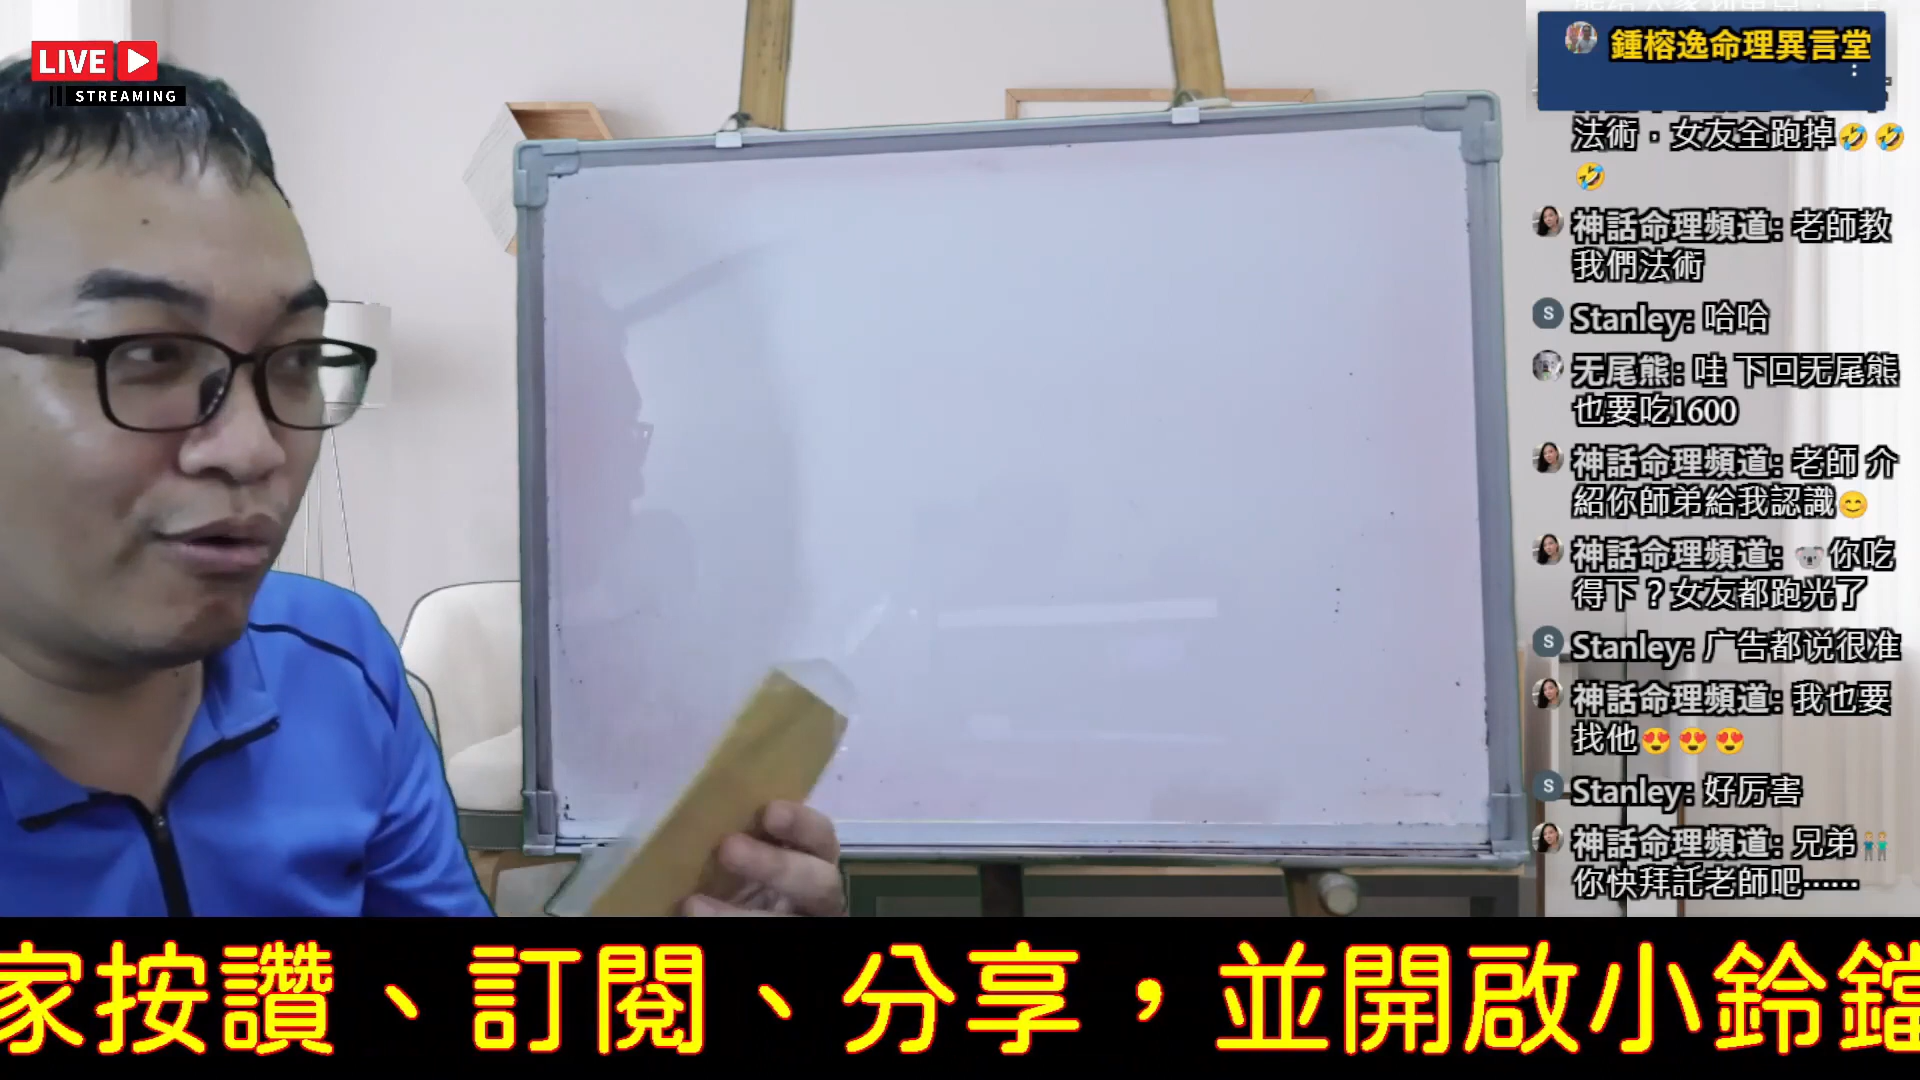 LIVE
STREAMING
鍾榕逸命理異言堂
法術·女友全跑掉🤣🤣
🤣
神話命理頻道: 老師教
我們法術
S Stanley: 哈哈
无尾熊: 哇 下回无尾熊
也要吃1600
神話命理頻道: 老師 介
紹你師弟給我認識😊
神話命理頻道: 🐨你吃
得下？女友都跑光了
S Stanley: 广告都说很准
神話命理頻道: 我也要
找他😍😍😍
S Stanley: 好厉害
神話命理頻道: 兄弟👬
你快拜託老師吧⋯⋯
家按讚、訂閱、分享，並開啟小鈴鐺